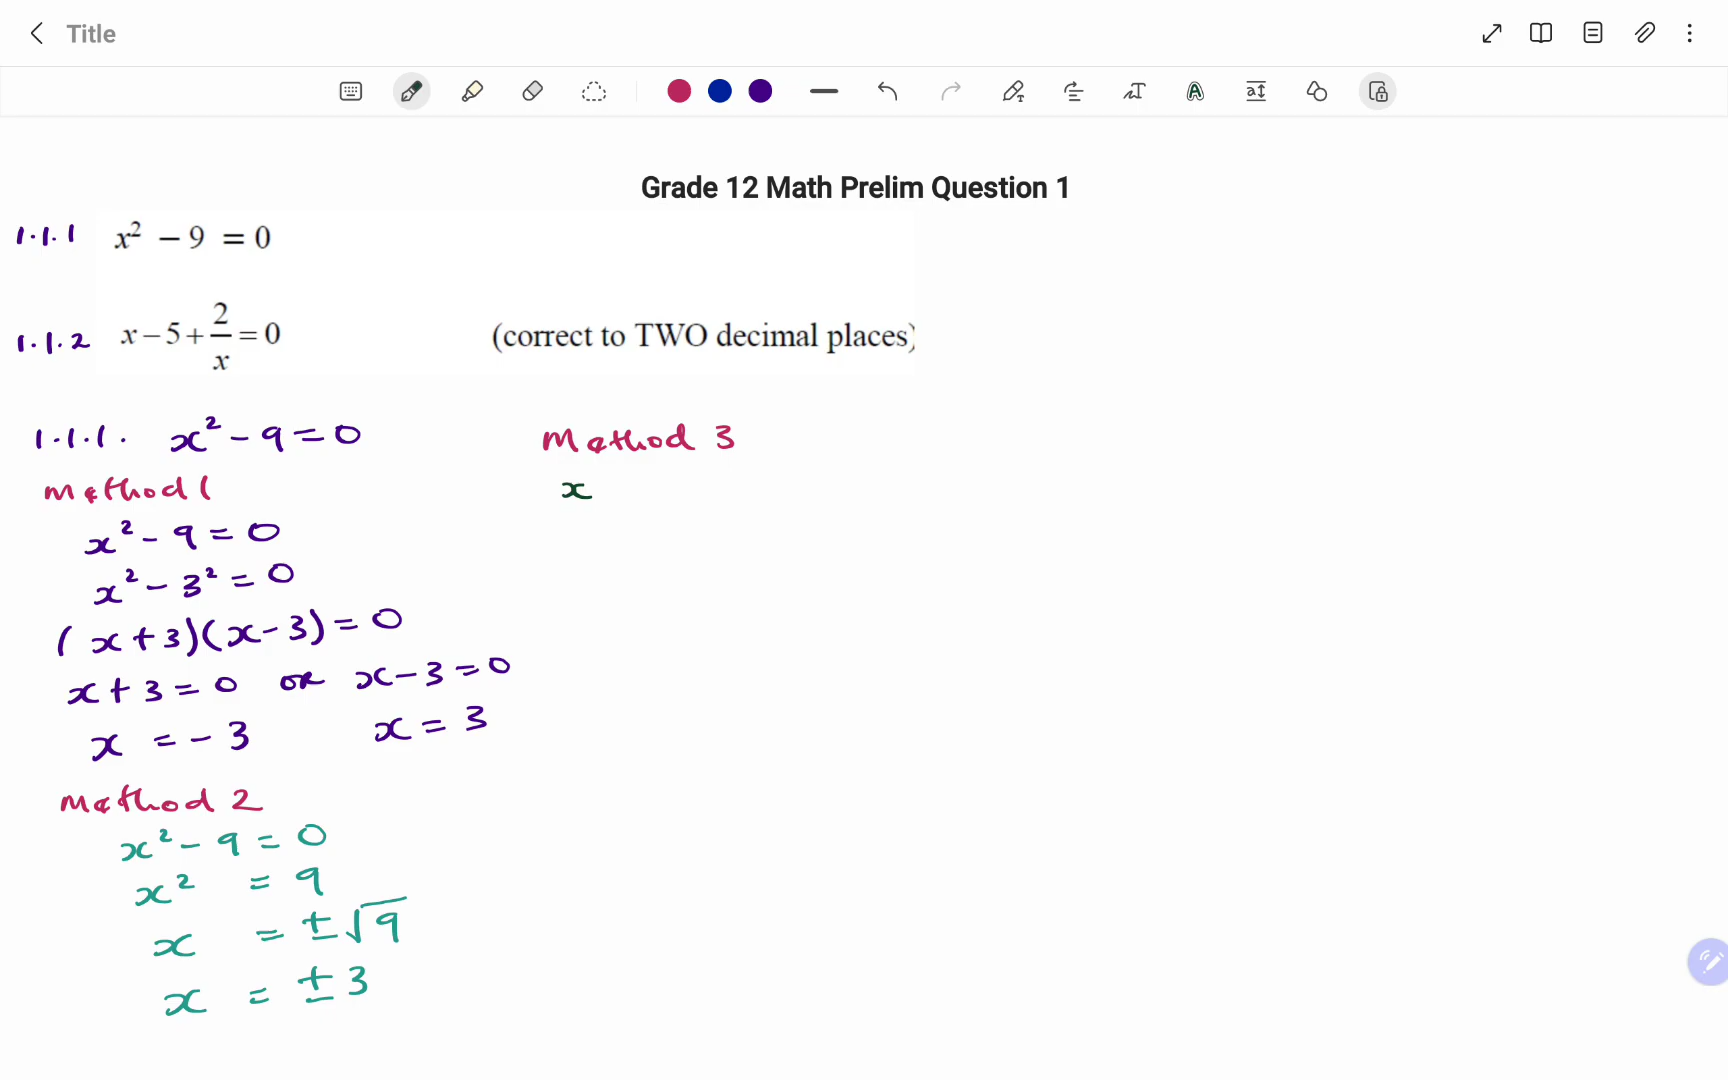 Title
Grade 12 Math Prelim Question 1
1.1.1 x² − 9 = 0
1.1.2 x − 5 + 2/x = 0 (correct to TWO decimal places)
1.1.1. x² − 9 = 0
Method 1
x² − 9 = 0
x² − 3² = 0
(x + 3)(x − 3) = 0
x + 3 = 0 or x − 3 = 0
x = − 3 x = 3
Method 2
x² − 9 = 0
x² = 9
x = ± √9
x = ± 3
Method 3
x